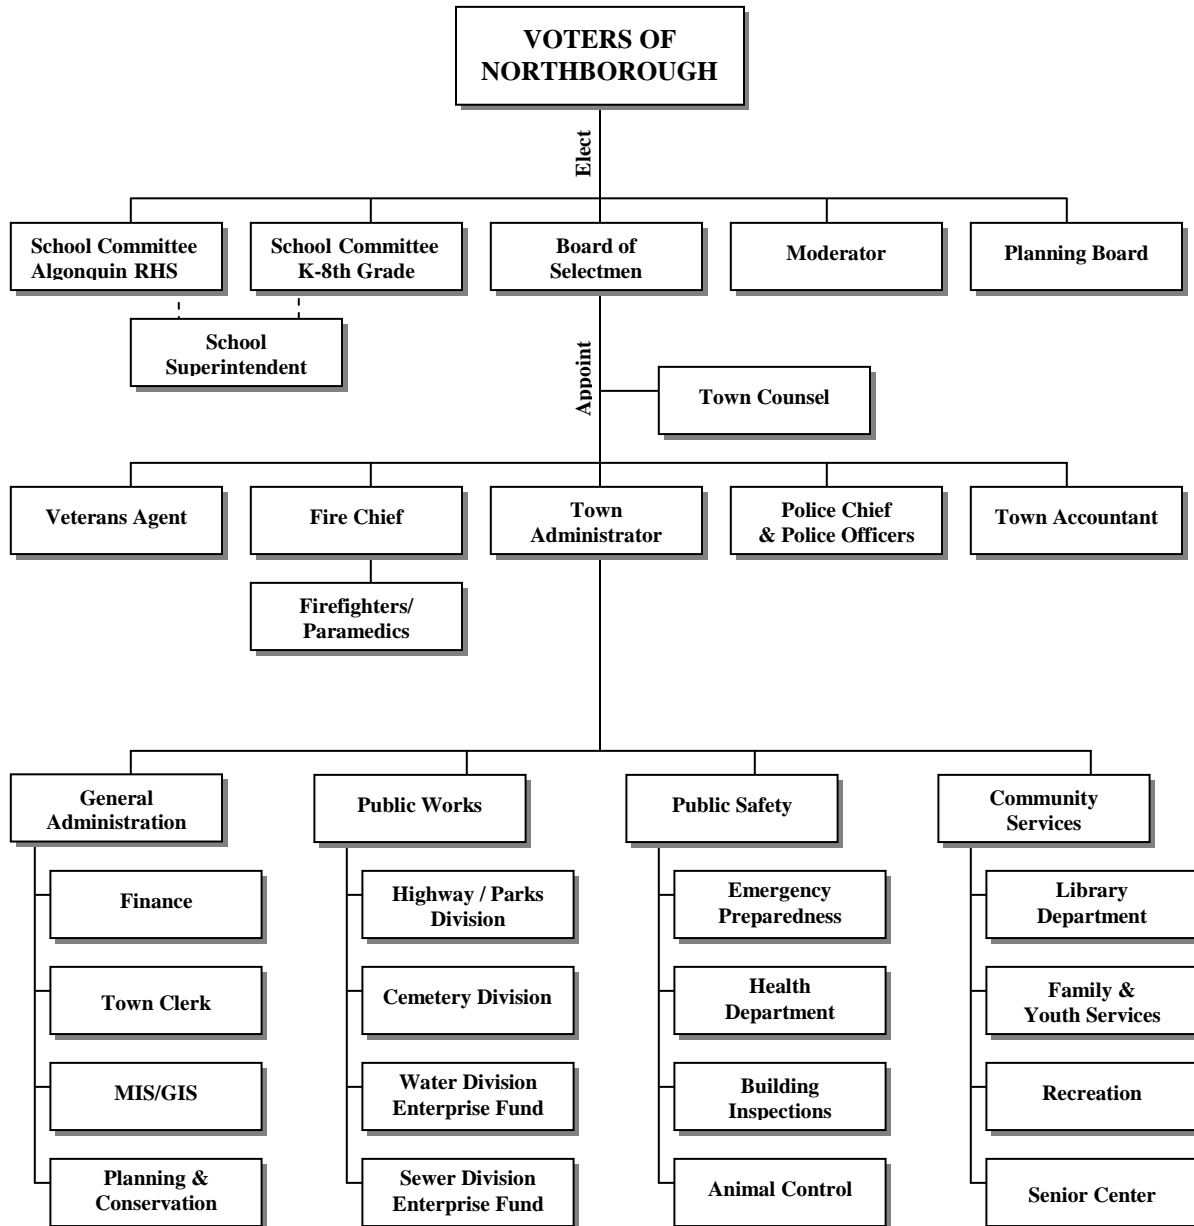 VOTERS OF
NORTHBOROUGH
Elect
School Committee
Algonquin RHS
School Committee
K-8th Grade
Board of
Selectmen
Moderator
Planning Board
School
Superintendent
Appoint
Town Counsel
Veterans Agent
Fire Chief
Town
Administrator
Police Chief
& Police Officers
Town Accountant
Firefighters/
Paramedics
General
Administration
Public Works
Public Safety
Community
Services
Finance
Highway / Parks
Division
Emergency
Preparedness
Library
Department
Town Clerk
Cemetery Division
Health
Department
Family &
Youth Services
MIS/GIS
Water Division
Enterprise Fund
Building
Inspections
Recreation
Planning &
Conservation
Sewer Division
Enterprise Fund
Animal Control
Senior Center